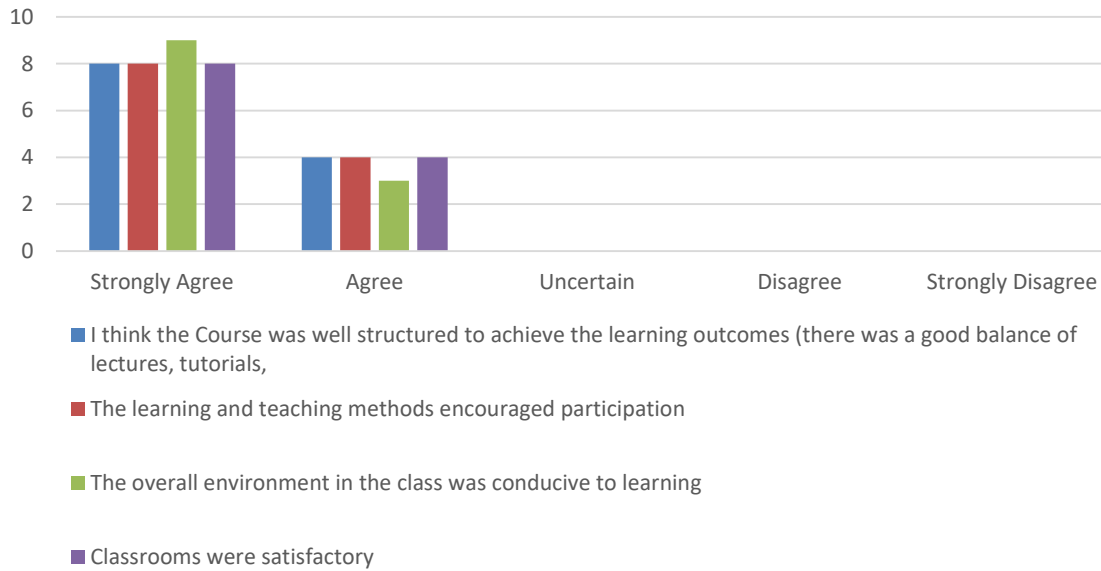 10
8
6
4
2
0
Strongly Agree Agree Uncertain Disagree Strongly Disagree
I think the Course was well structured to achieve the learning outcomes (there was a good balance of
lectures, tutorials,
The learning and teaching methods encouraged participation
The overall environment in the class was conducive to learning
Classrooms were satisfactory